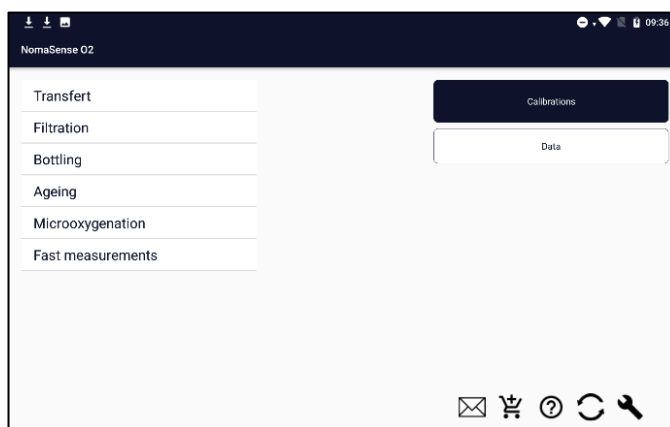 09:36
NomaSense O2
Transfert
Filtration
Bottling
Ageing
Microoxygenation
Fast measurements
Calibrations
Data